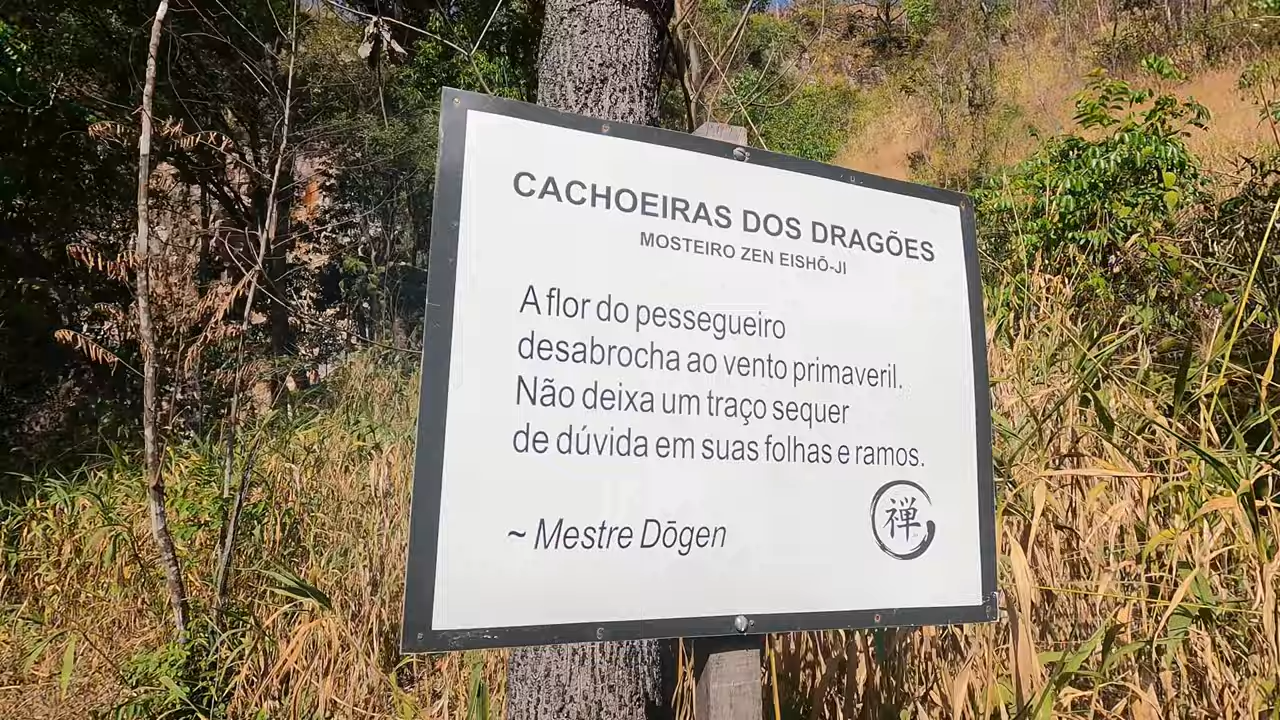 CACHOEIRAS DOS DRAGÕES
MOSTEIRO ZEN EISHŌ-JI
A flor do pessegueiro
desabrocha ao vento primaveril.
Não deixa um traço sequer
de dúvida em suas folhas e ramos.
~ Mestre Dōgen
禅